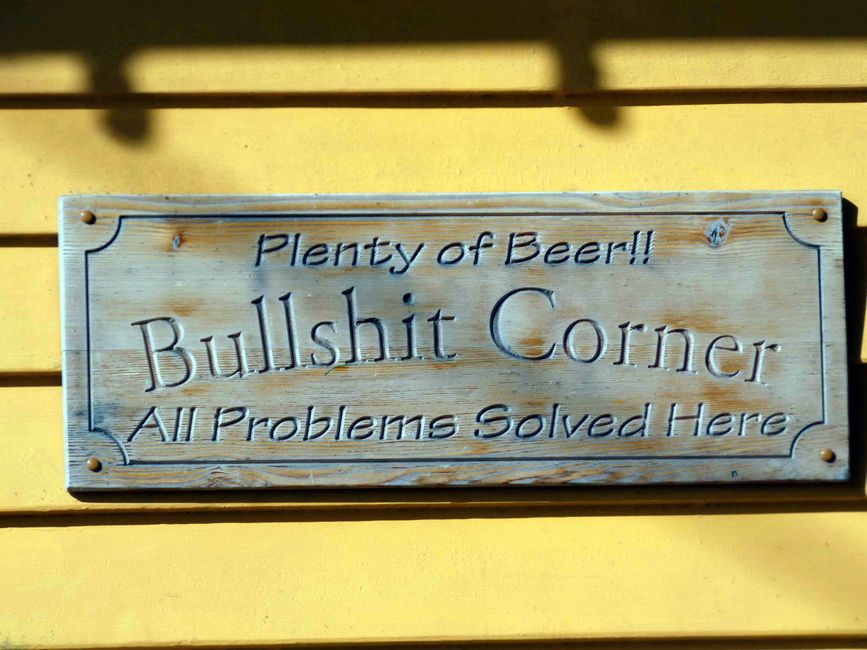 Plenty of Beer!!
Bullshit Corner
All Problems Solved Here